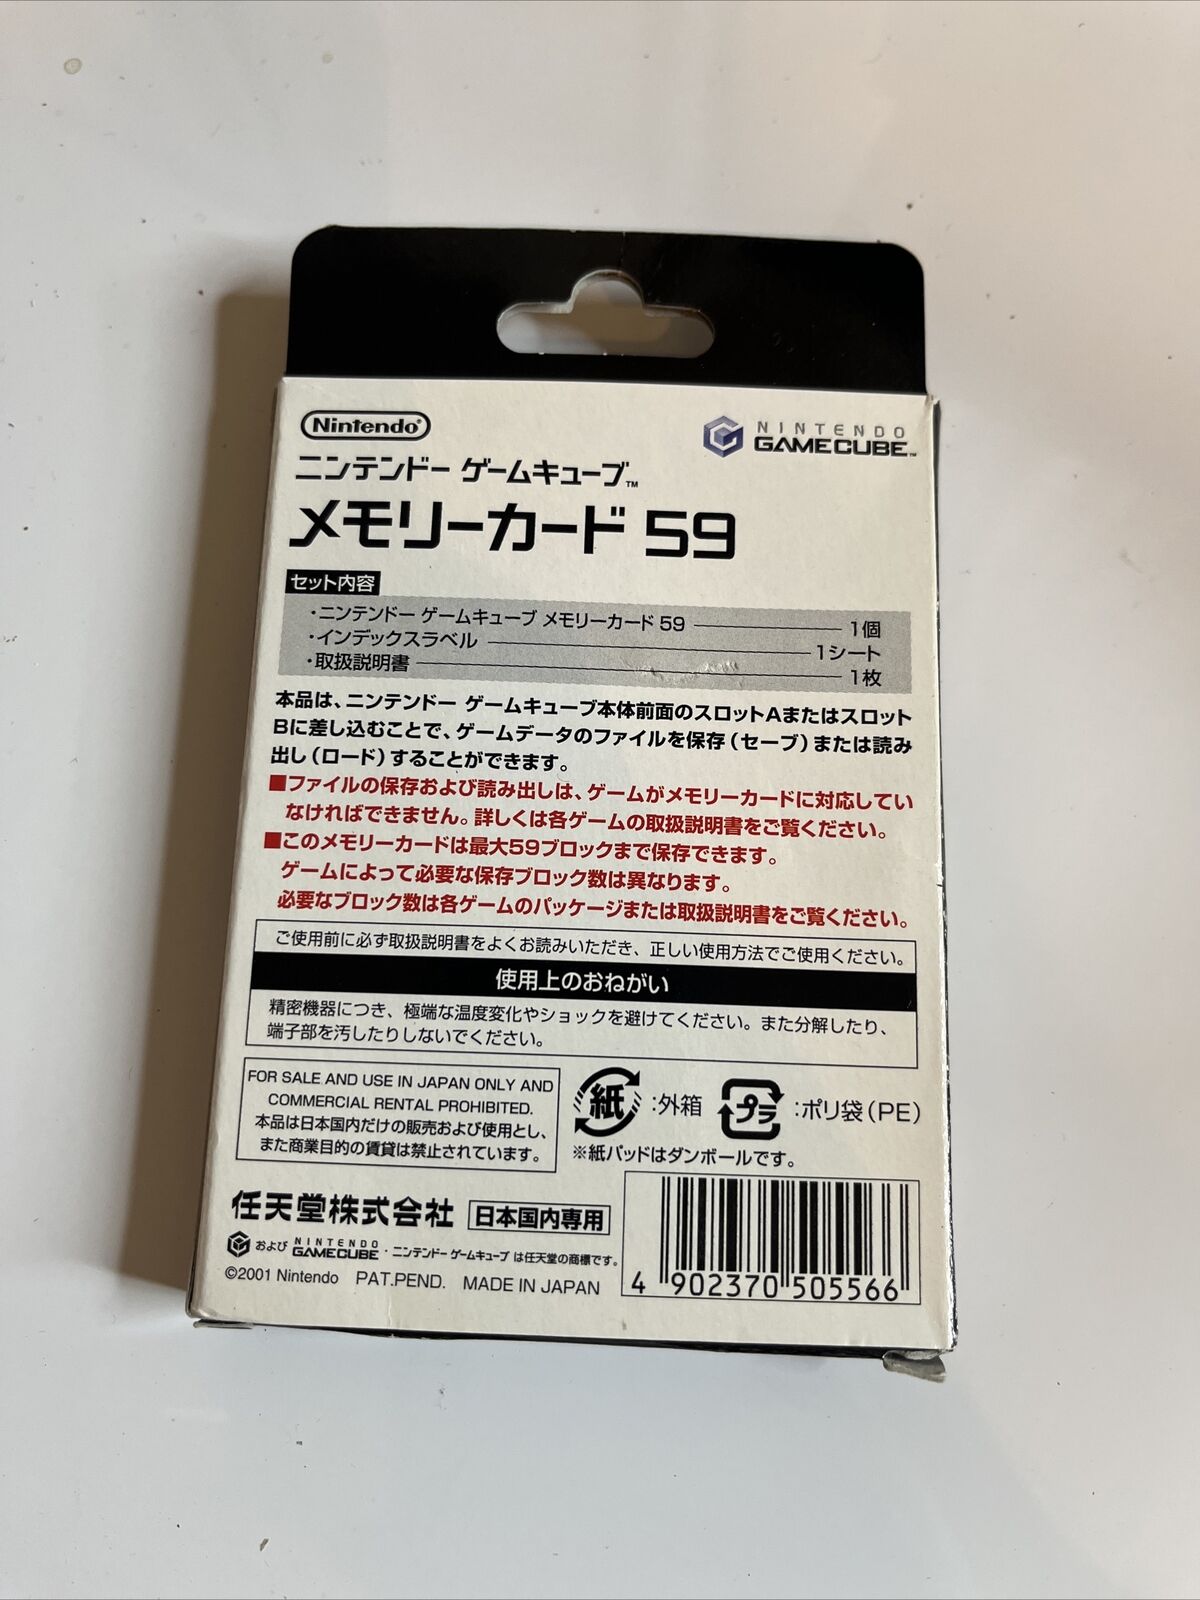 Nintendo®
NINTENDO
GAMECUBE™
ニンテンドー ゲームキューブ™
メモリーカード 59
セット内容
・ニンテンドー ゲームキューブ メモリーカード 59 1個
・インデックスラベル 1シート
・取扱説明書 1枚
本品は、ニンテンドー ゲームキューブ本体前面のスロットAまたはスロット
Bに差し込むことで、ゲームデータのファイルを保存(セーブ)または読み
出し(ロード)することができます。
■ファイルの保存および読み出しは、ゲームがメモリーカードに対応してい
なければできません。詳しくは各ゲームの取扱説明書をご覧ください。
■このメモリーカードは最大59ブロックまで保存できます。
ゲームによって必要な保存ブロック数は異なります。
必要なブロック数は各ゲームのパッケージまたは取扱説明書をご覧ください。
ご使用前に必ず取扱説明書をよくお読みいただき、正しい使用方法でご使用ください。
使用上のおねがい
精密機器につき、極端な温度変化やショックを避けてください。また分解したり、
端子部を汚したりしないでください。
FOR SALE AND USE IN JAPAN ONLY AND
COMMERCIAL RENTAL PROHIBITED.
本品は日本国内だけの販売および使用とし、
また商業目的の賃貸は禁止されています。
紙:外箱 プラ:ポリ袋(PE)
※紙パッドはダンボールです。
任天堂株式会社 日本国内専用
および NINTENDO GAMECUBE・ニンテンドー ゲームキューブ は任天堂の商標です。
©2001 Nintendo PAT.PEND. MADE IN JAPAN
4 902370 505566